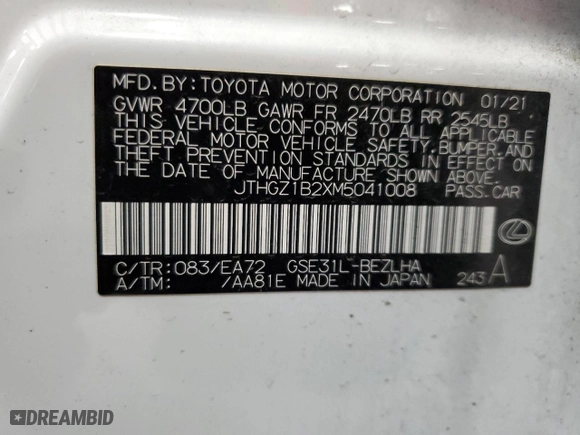 MFD. BY: TOYOTA MOTOR CORPORATION 01/21
GVWR 4700LB GAWR FR 2470LB RR 2545LB
THIS VEHICLE CONFORMS TO ALL APPLICABLE
FEDERAL MOTOR VEHICLE SAFETY, BUMPER, AND
THEFT PREVENTION STANDARDS IN EFFECT ON
THE DATE OF MANUFACTURE SHOWN ABOVE.
JTHGZ1B2XM5041008 PASS. CAR
C/TR: 083/EA72 GSE31L-BEZLHA
A/TM: /AA81E MADE IN JAPAN 243 A
DREAMBID